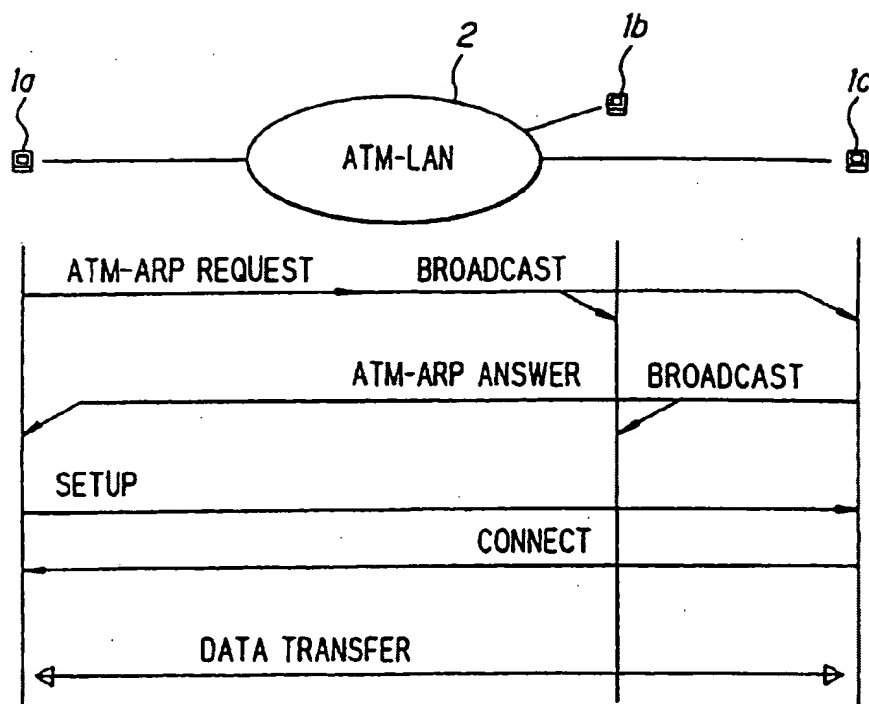 1a
2
1b
1c
ATM-LAN
ATM-ARP REQUEST BROADCAST
ATM-ARP ANSWER BROADCAST
SETUP
CONNECT
DATA TRANSFER